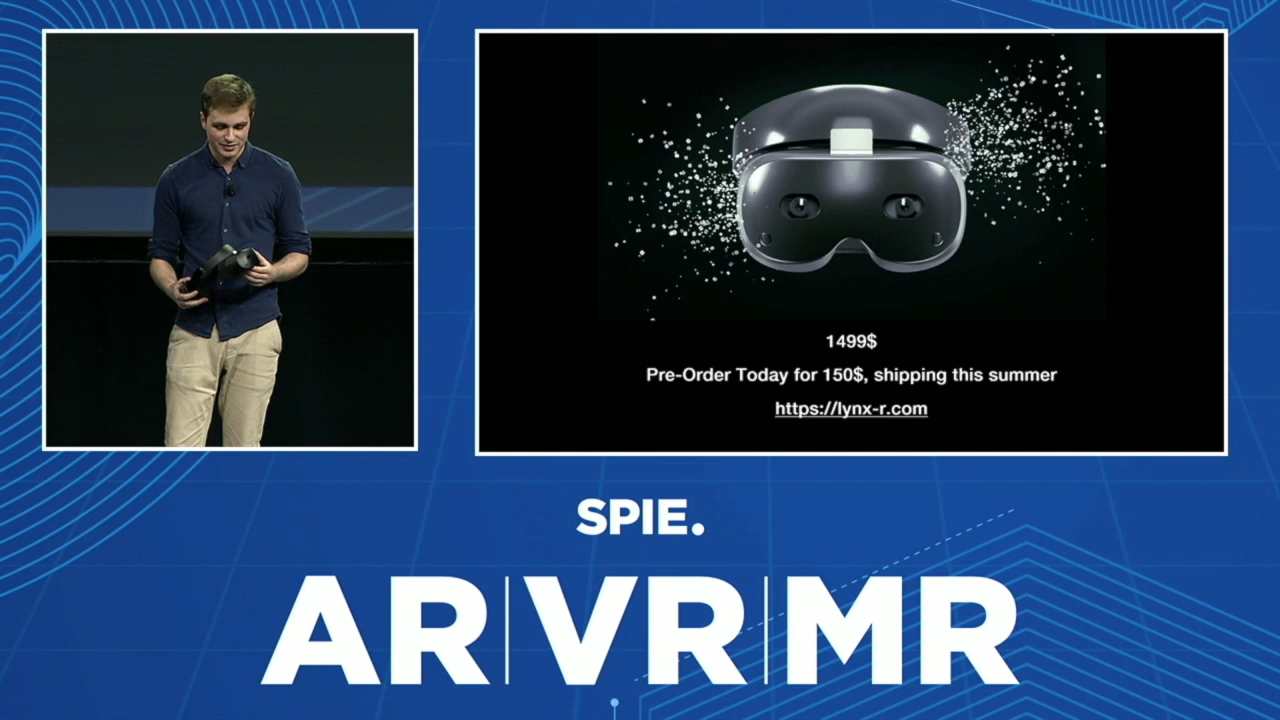 1499$
Pre-Order Today for 150$, shipping this summer
https://lynx-r.com
SPIE.
AR|VR|MR